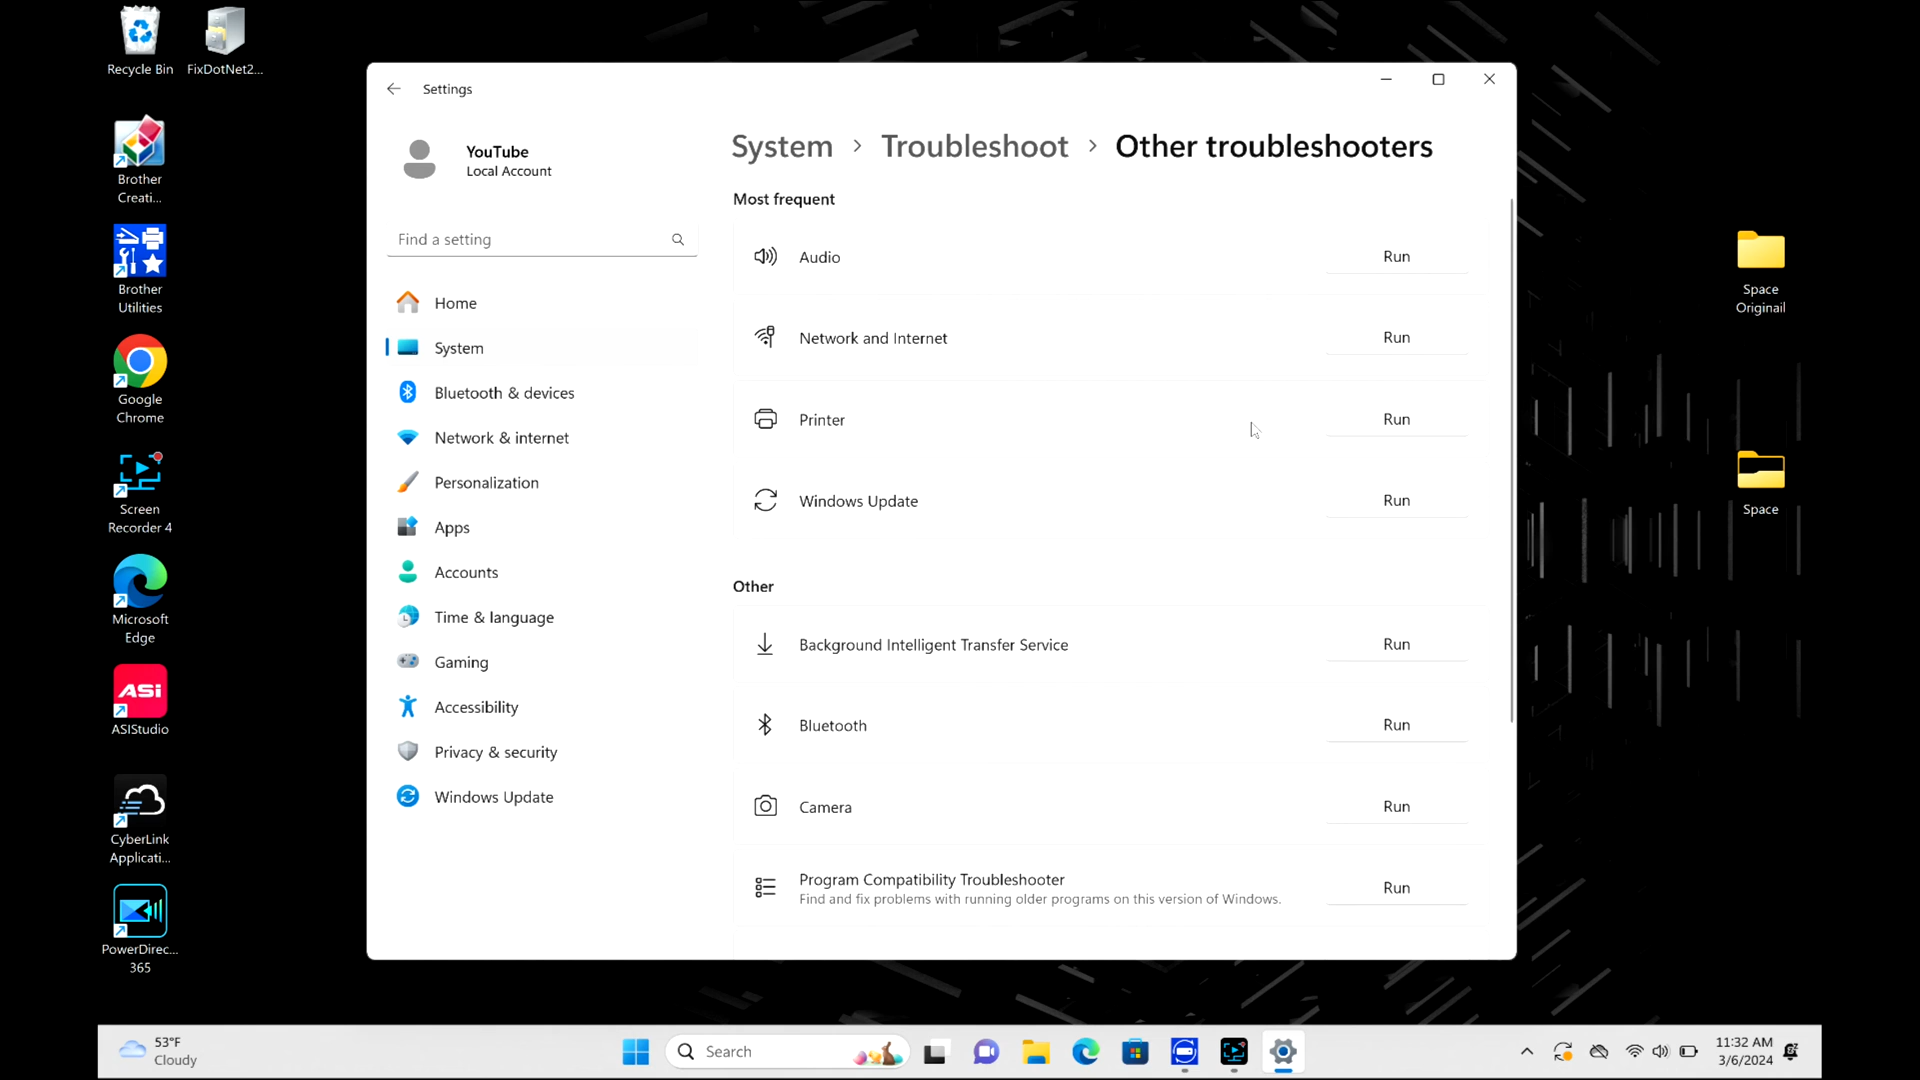 Recycle Bin
FixDotNet2...
Brother
Creati...
Brother
Utilities
Google
Chrome
Screen
Recorder 4
Microsoft
Edge
ASi
ASIStudio
CyberLink
Applicati...
PowerDirec...
365
Settings
YouTube
Local Account
Find a setting
Home
System
Bluetooth & devices
Network & internet
Personalization
Apps
Accounts
Time & language
Gaming
Accessibility
Privacy & security
Windows Update
System > Troubleshoot > Other troubleshooters
Most frequent
Audio Run
Network and Internet Run
Printer Run
Windows Update Run
Other
Background Intelligent Transfer Service Run
Bluetooth Run
Camera Run
Program Compatibility Troubleshooter
Find and fix problems with running older programs on this version of Windows.
Run
Space
Originail
Space
53°F
Cloudy
Search
11:32 AM
3/6/2024